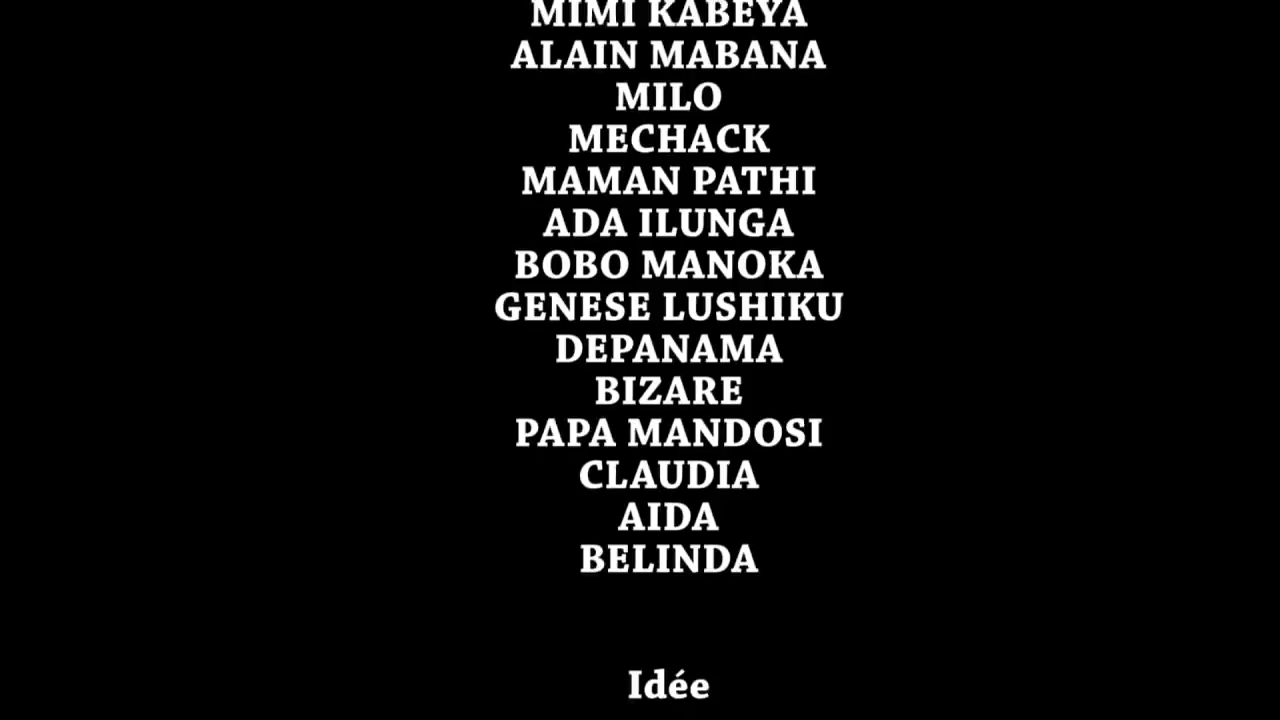 MIMI KABEYA
ALAIN MABANA
MILO
MECHACK
MAMAN PATHI
ADA ILUNGA
BOBO MANOKA
GENESE LUSHIKU
DEPANAMA
BIZARE
PAPA MANDOSI
CLAUDIA
AIDA
BELINDA
Idée